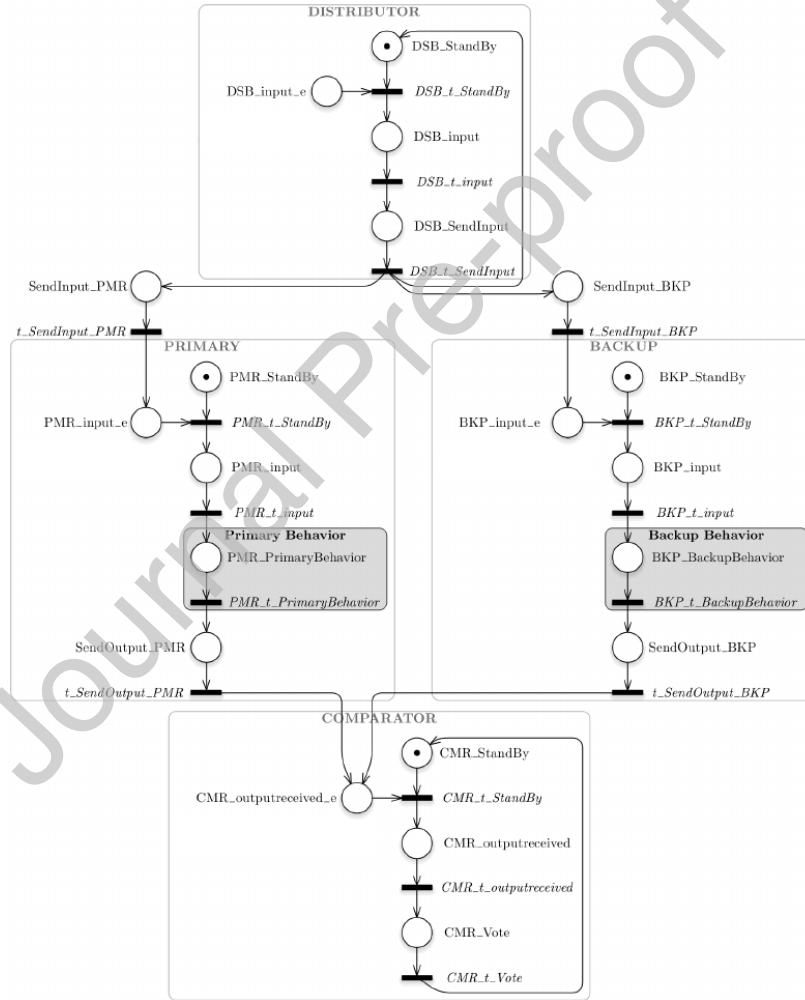 DISTRIBUTOR
DSB_StandBy
DSB_input_e
DSB_t_StandBy
DSB_input
DSB_t_input
DSB_SendInput
DSB_t_SendInput
SendInput_PMR
SendInput_BKP
t_SendInput_PMR
t_SendInput_BKP
PRIMARY
BACKUP
PMR_StandBy
BKP_StandBy
PMR_input_e
PMR_t_StandBy
BKP_input_e
BKP_t_StandBy
PMR_input
BKP_input
PMR_t_input
BKP_t_input
Primary Behavior
Backup Behavior
PMR_PrimaryBehavior
BKP_BackupBehavior
PMR_t_PrimaryBehavior
BKP_t_BackupBehavior
SendOutput_PMR
SendOutput_BKP
t_SendOutput_PMR
t_SendOutput_BKP
COMPARATOR
CMR_StandBy
CMR_outputreceived_e
CMR_t_StandBy
CMR_outputreceived
CMR_t_outputreceived
CMR_Vote
CMR_t_Vote
Journal Pre-proof